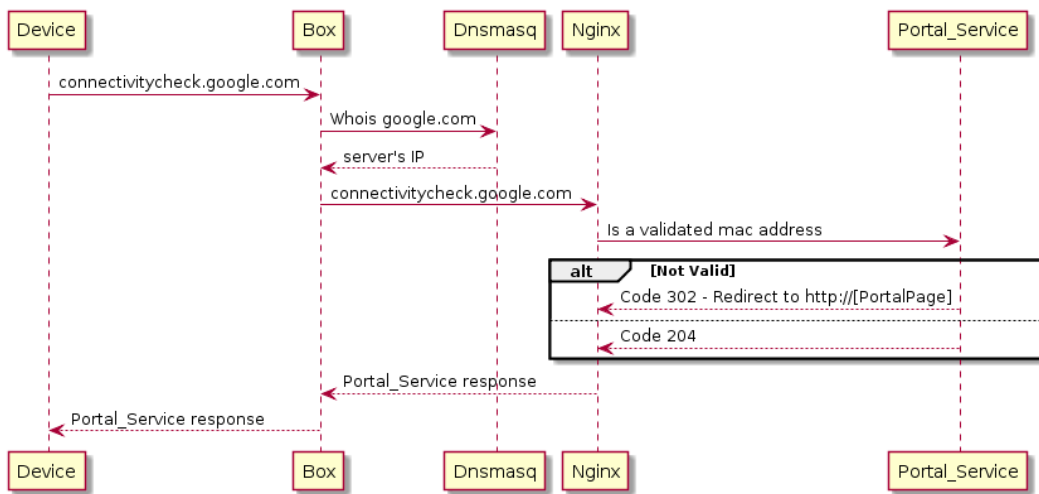 Device Box Dnsmasq Nginx Portal_Service
connectivitycheck.google.com
Whois google.com
server's IP
connectivitycheck.google.com
Is a validated mac address
alt [Not Valid]
Code 302 - Redirect to http://[PortalPage]
Code 204
Portal_Service response
Portal_Service response
Device Box Dnsmasq Nginx Portal_Service